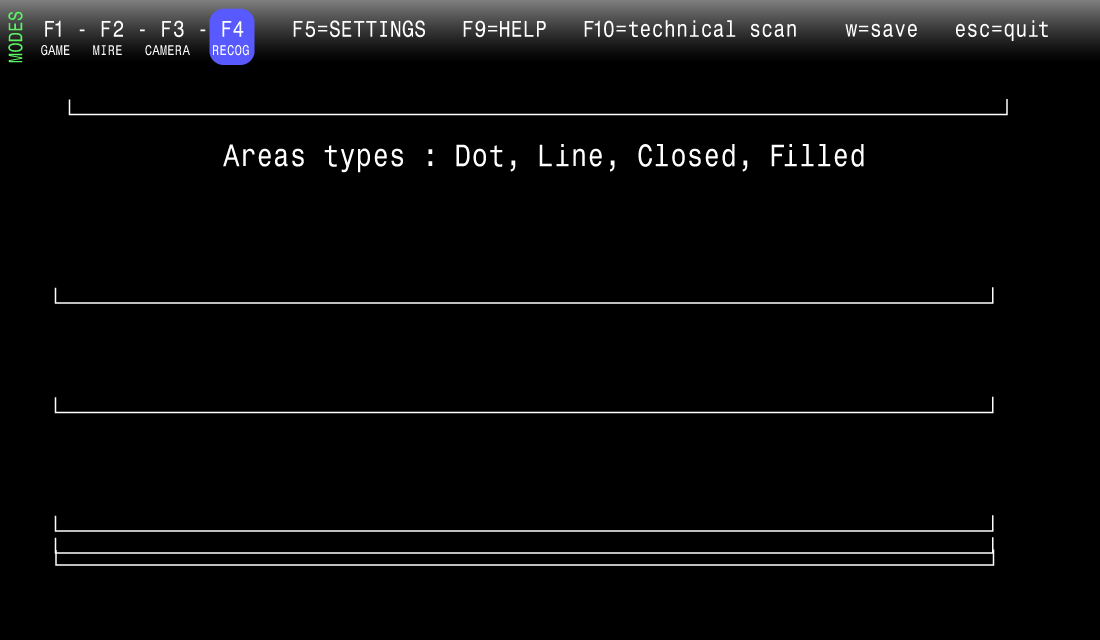 MODES
F1 - F2 - F3 - F4 F5=SETTINGS F9=HELP F10=technical scan w=save esc=quit
GAME MIRE CAMERA RECOG
Areas types : Dot, Line, Closed, Filled